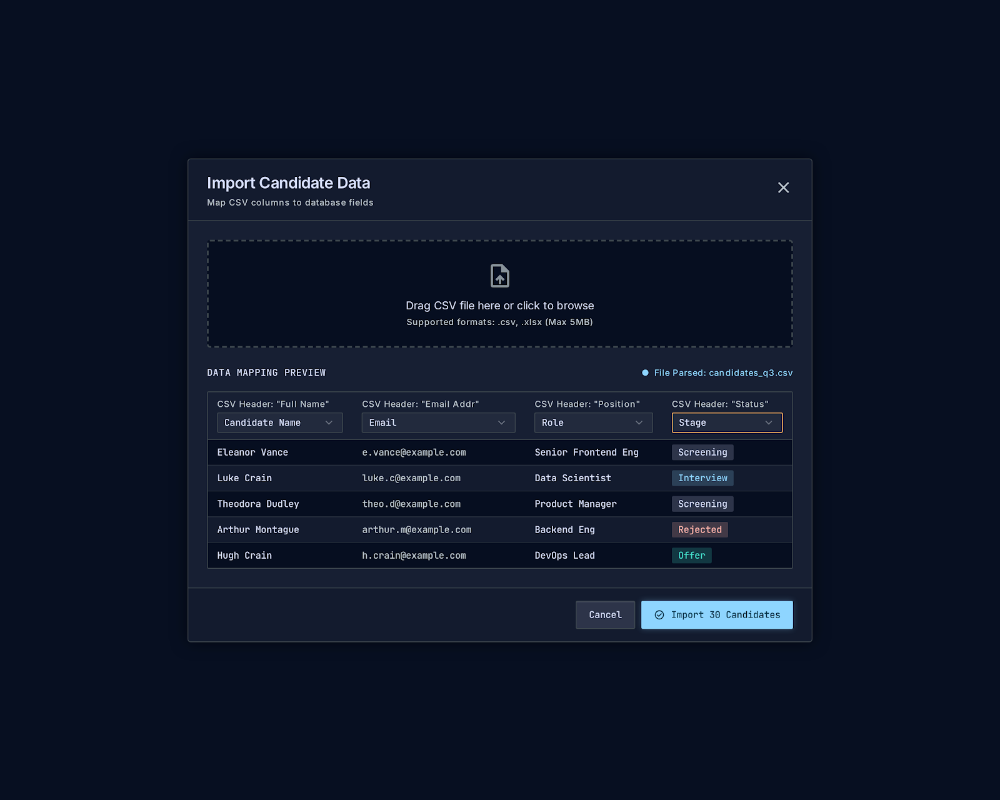 Import Candidate Data
Map CSV columns to database fields
Drag CSV file here or click to browse
Supported formats: .csv, .xlsx (Max 5MB)
DATA MAPPING PREVIEW
File Parsed: candidates_q3.csv
CSV Header: "Full Name" CSV Header: "Email Addr" CSV Header: "Position" CSV Header: "Status"
Candidate Name Email Role Stage
Eleanor Vance e.vance@example.com Senior Frontend Eng Screening
Luke Crain luke.c@example.com Data Scientist Interview
Theodora Dudley theo.d@example.com Product Manager Screening
Arthur Montague arthur.m@example.com Backend Eng Rejected
Hugh Crain h.crain@example.com DevOps Lead Offer
Cancel Import 30 Candidates